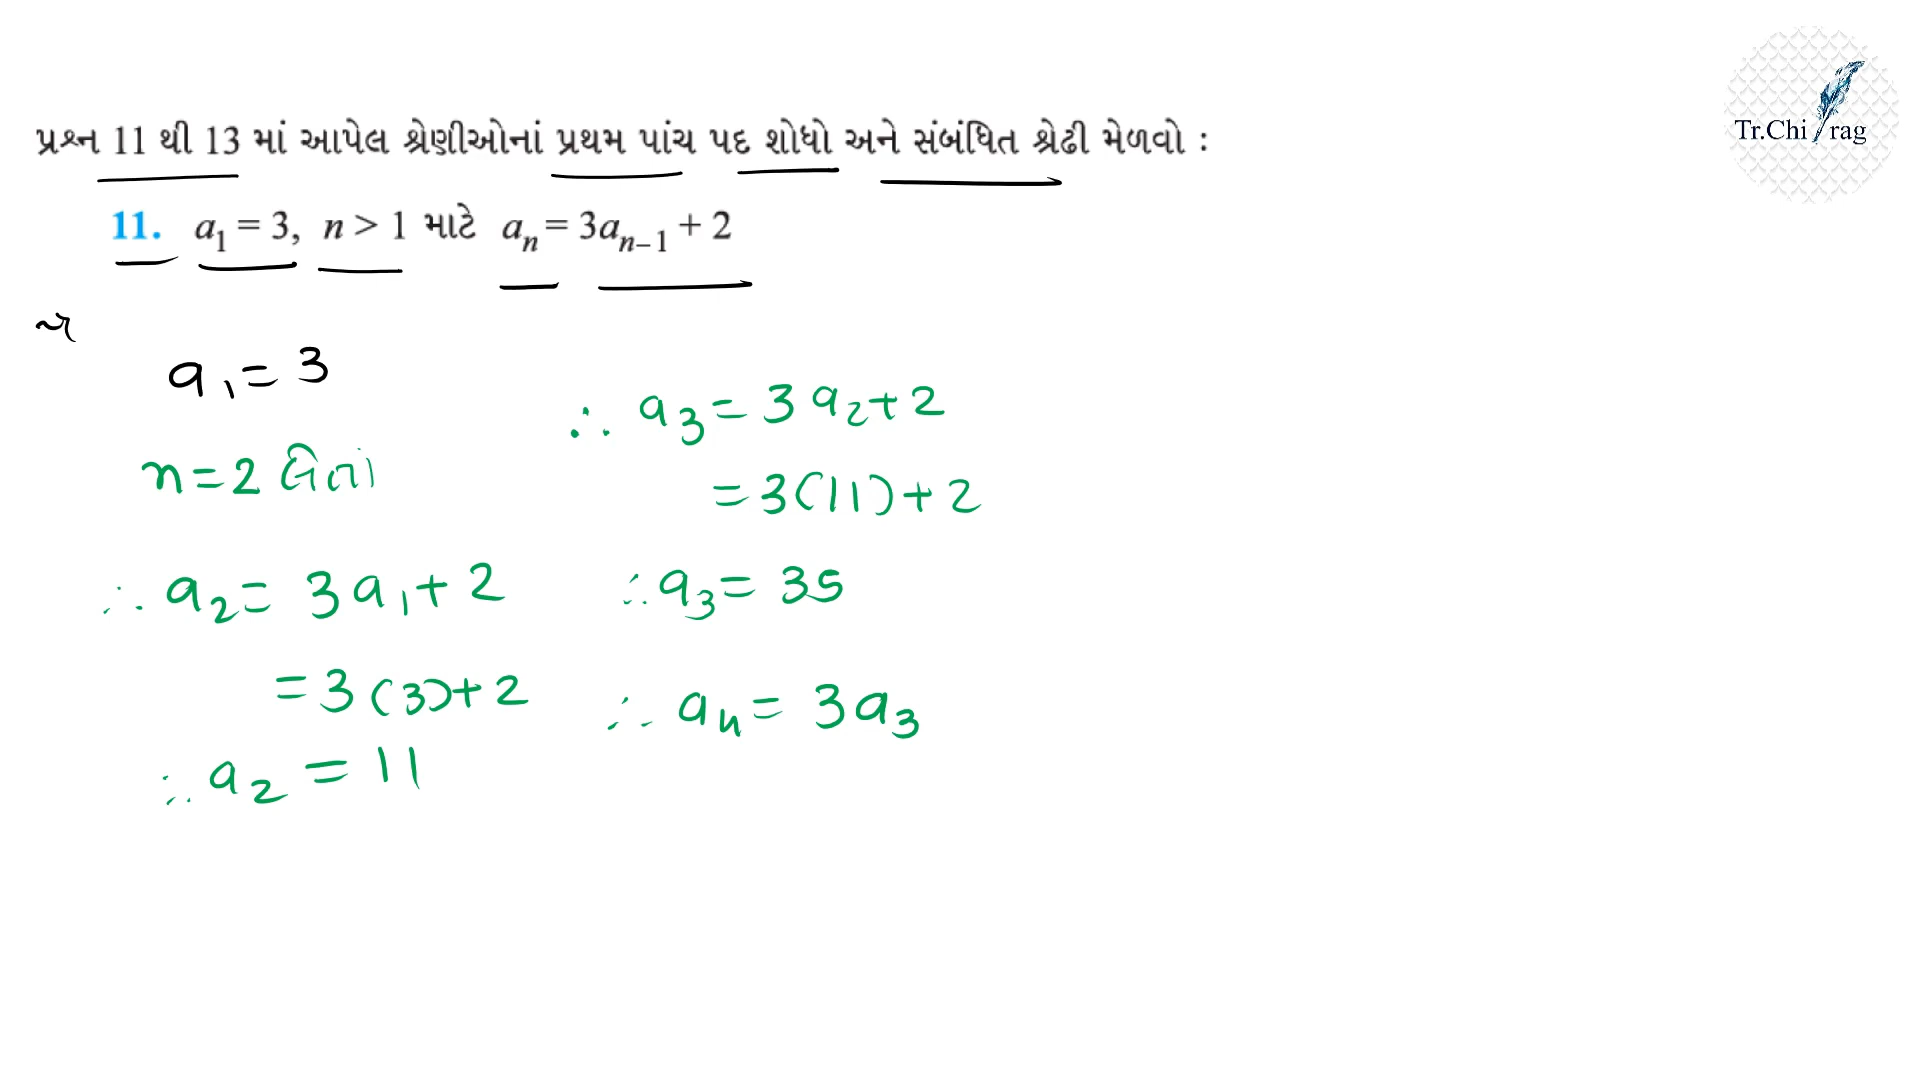 Tr.Chirag
પ્રશ્ન 11 થી 13 માં આપેલ શ્રેણીઓનાં પ્રથમ પાંચ પદ શોધો અને સંબંધિત શ્રેઢી મેળવો :
11. a₁ = 3, n > 1 માટે aₙ = 3aₙ₋₁ + 2
→
a₁ = 3
n = 2 લેતાં
∴ a₂ = 3a₁ + 2
= 3(3) + 2
∴ a₂ = 11
∴ a₃ = 3a₂ + 2
= 3(11) + 2
∴ a₃ = 35
∴ a₄ = 3a₃